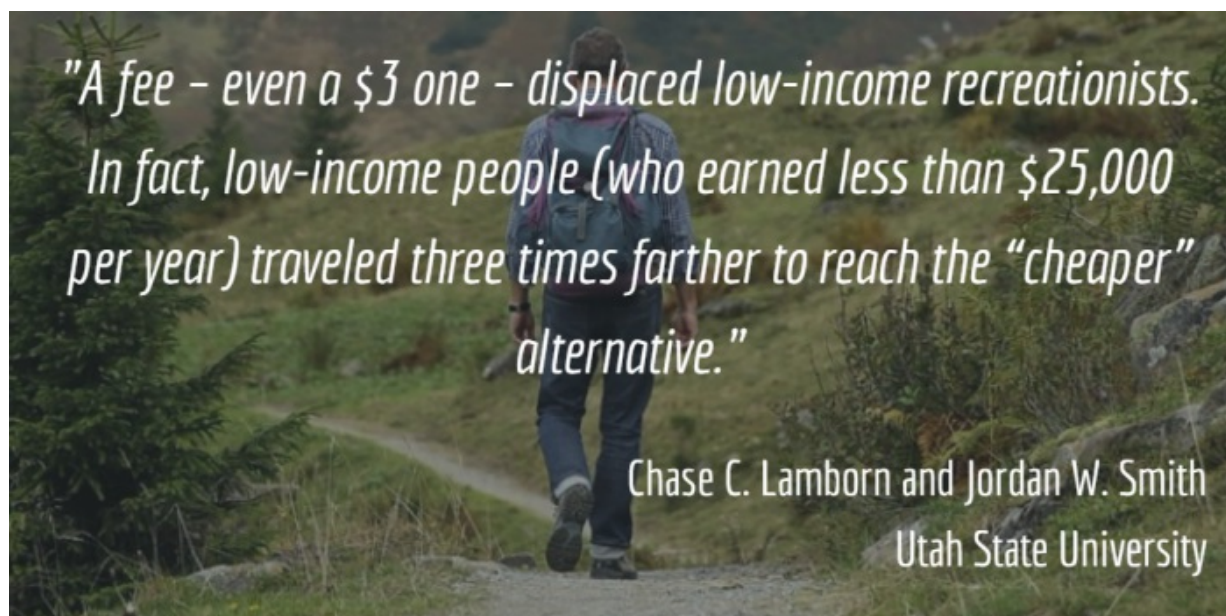 "A fee – even a $3 one – displaced low-income recreationists.
In fact, low-income people (who earned less than $25,000
per year) traveled three times farther to reach the “cheaper”
alternative.”
Chase C. Lamborn and Jordan W. Smith
Utah State University